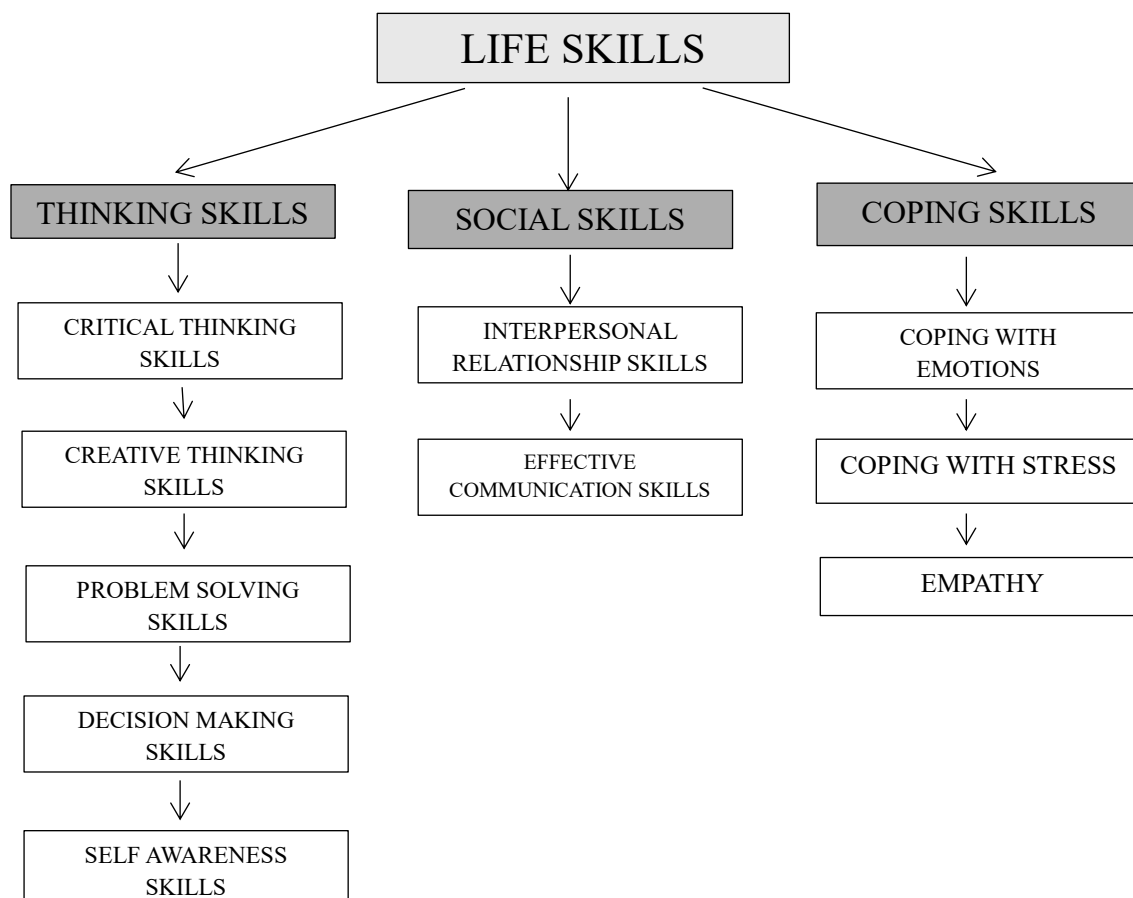 LIFE SKILLS
THINKING SKILLS
CRITICAL THINKING
SKILLS
CREATIVE THINKING
SKILLS
PROBLEM SOLVING
SKILLS
DECISION MAKING
SKILLS
SELF AWARENESS
SKILLS
SOCIAL SKILLS
INTERPERSONAL
RELATIONSHIP SKILLS
EFFECTIVE
COMMUNICATION SKILLS
COPING SKILLS
COPING WITH
EMOTIONS
COPING WITH STRESS
EMPATHY